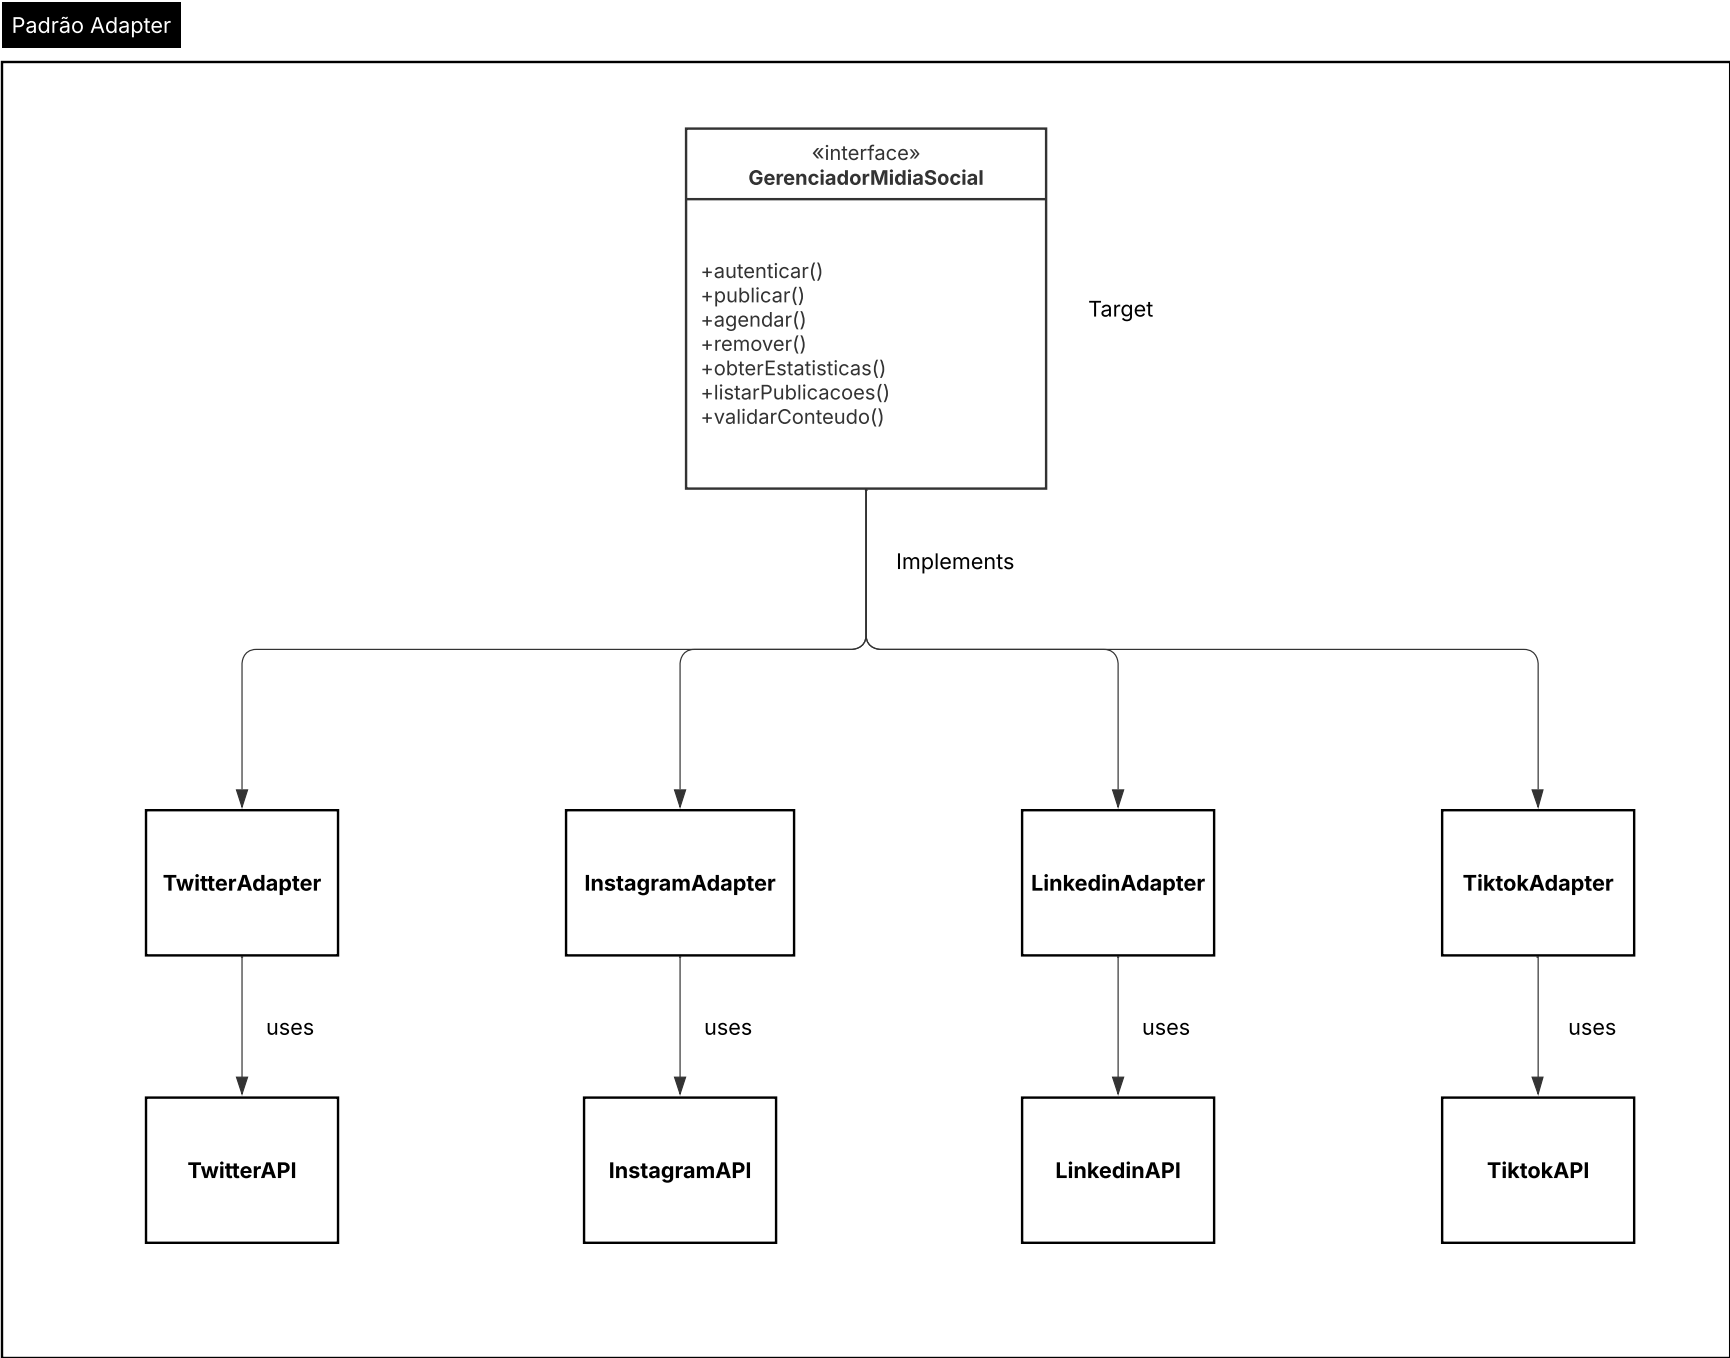 Padrão Adapter
«interface»
GerenciadorMidiaSocial
+autenticar()
+publicar()
+agendar()
+remover()
+obterEstatisticas()
+listarPublicacoes()
+validarConteudo()
Target
Implements
TwitterAdapter
InstagramAdapter
LinkedinAdapter
TiktokAdapter
uses
uses
uses
uses
TwitterAPI
InstagramAPI
LinkedinAPI
TiktokAPI